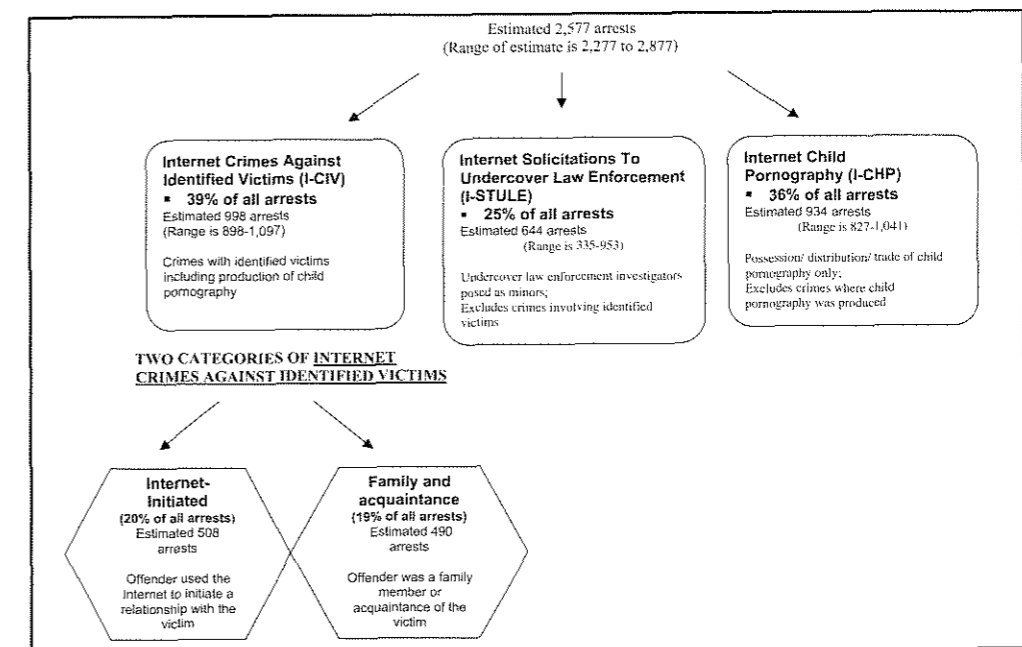 Estimated 2,577 arrests
(Range of estimate is 2,277 to 2,877)
Internet Crimes Against
Identified Victims (I-CIV)
▪ 39% of all arrests
Estimated 998 arrests
(Range is 898-1,097)
Crimes with identified victims
including production of child
pornography
Internet Solicitations To
Undercover Law Enforcement
(I-STULE)
▪ 25% of all arrests
Estimated 644 arrests
(Range is 335-953)
Undercover law enforcement investigators
posed as minors;
Excludes crimes involving identified
victims
Internet Child
Pornography (I-CHP)
▪ 36% of all arrests
Estimated 934 arrests
(Range is 827-1,041)
Possession/ distribution/ trade of child
pornography only;
Excludes crimes where child
pornography was produced
TWO CATEGORIES OF INTERNET
CRIMES AGAINST IDENTIFIED VICTIMS
Internet-
Initiated
(20% of all arrests)
Estimated 508
arrests
Offender used the
Internet to initiate a
relationship with the
victim
Family and
acquaintance
(19% of all arrests)
Estimated 490
arrests
Offender was a family
member or
acquaintance of the
victim